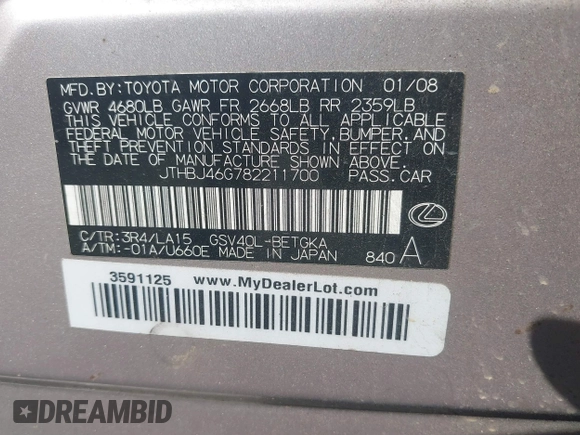 MFD.BY:TOYOTA MOTOR CORPORATION 01/08
GVWR 4680LB GAWR FR 2668LB RR 2359LB
THIS VEHICLE CONFORMS TO ALL APPLICABLE
FEDERAL MOTOR VEHICLE SAFETY,BUMPER,AND
THEFT PREVENTION STANDARDS IN EFFECT ON
THE DATE OF MANUFACTURE SHOWN ABOVE.
JTHBJ46G782211700 PASS.CAR
C/TR:3R4/LA15 GSV40L-BETGKA
A/TM:-01A/U660E MADE IN JAPAN 840 A
3591125 www.MyDealerLot.com
DREAMBID